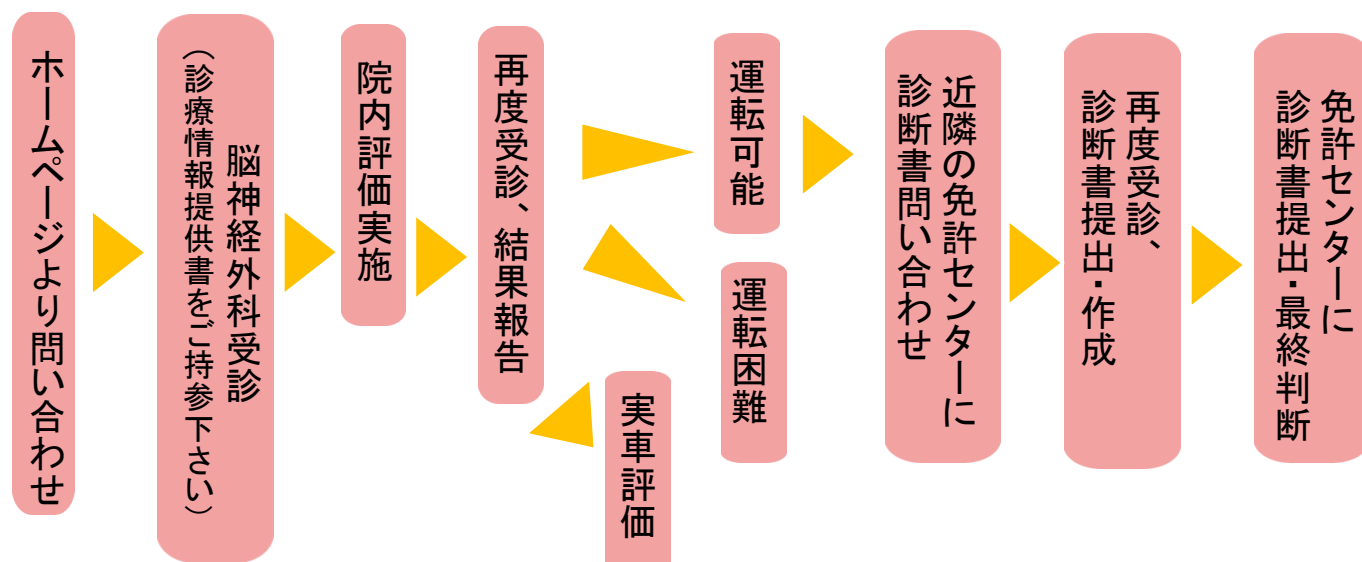 ホームページより問い合わせ
脳神経外科受診
（診療情報提供書をご持参下さい）
院内評価実施
再度受診、結果報告
運転可能
運転困難
実車評価
近隣の免許センターに
診断書問い合わせ
再度受診、
診断書提出・作成
免許センターに
診断書提出・最終判断